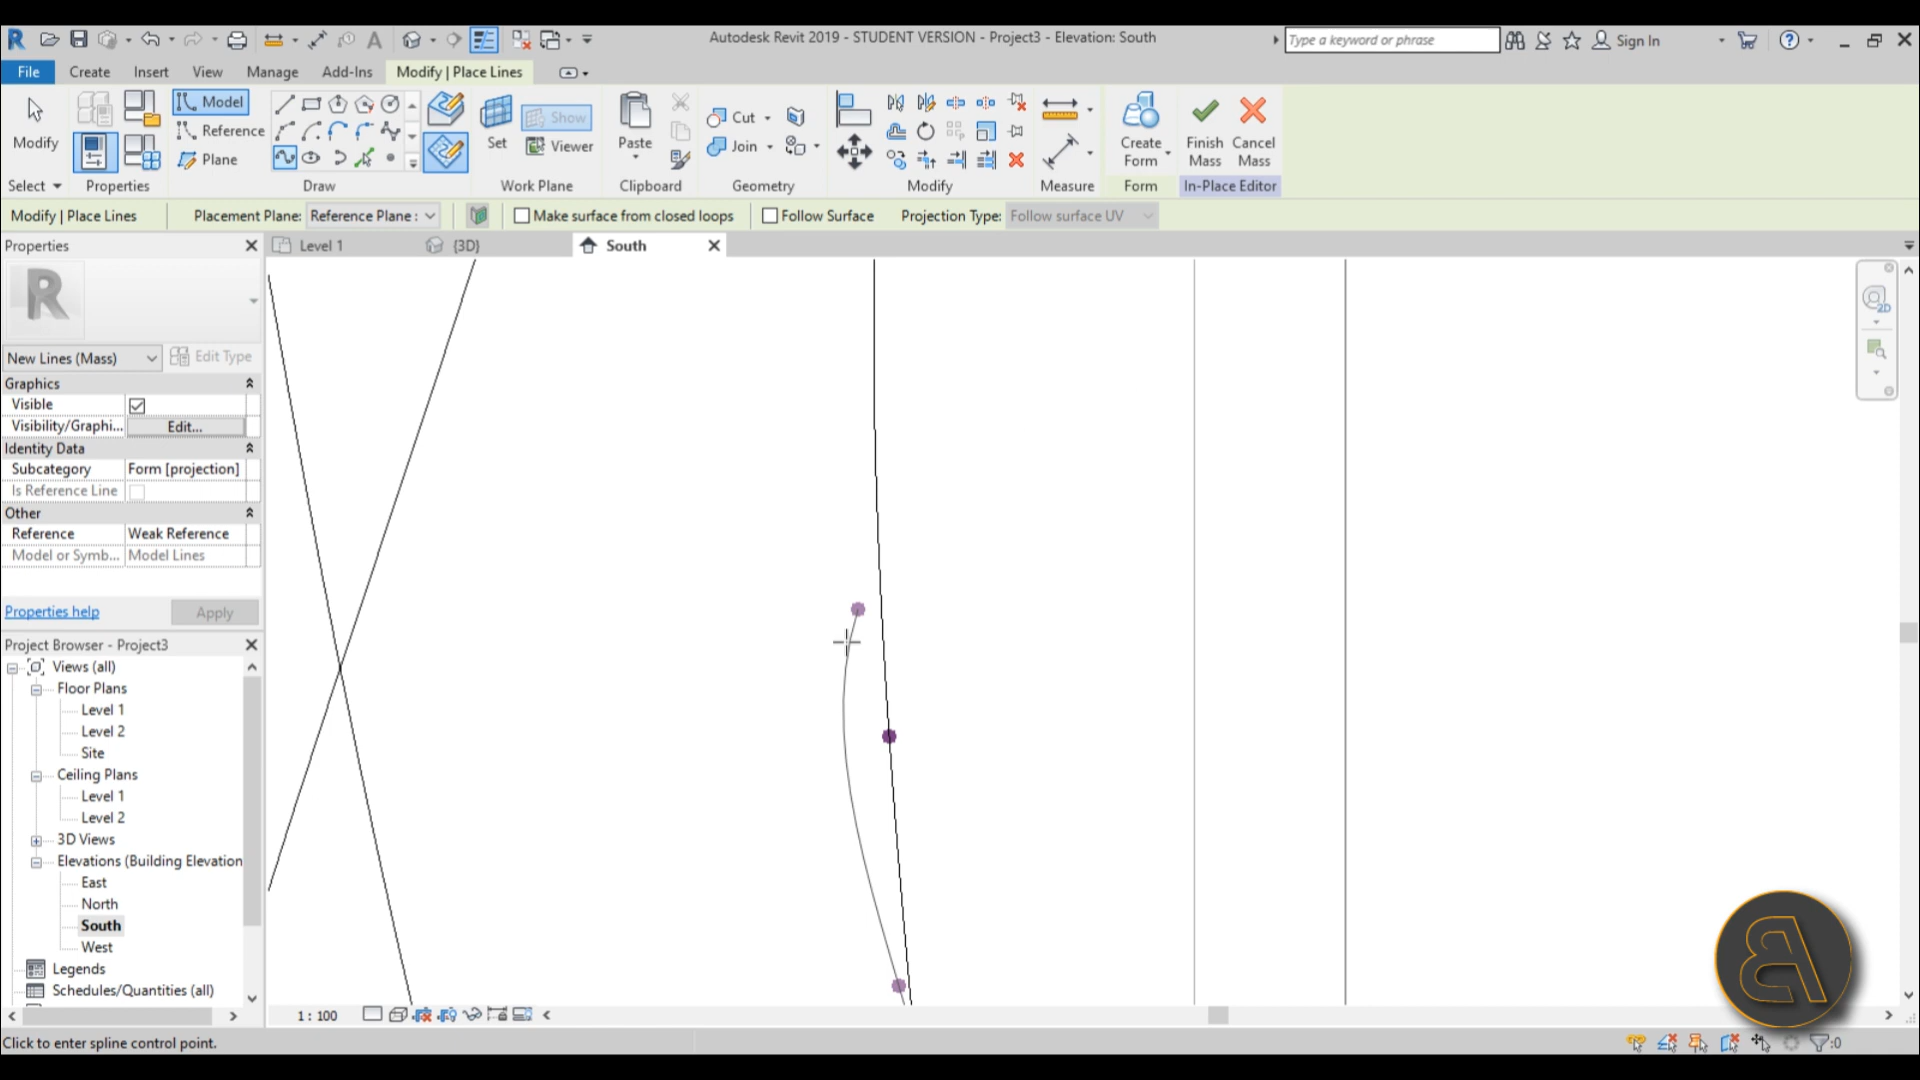 Autodesk Revit 2019 - STUDENT VERSION - Project3 - Elevation: South
Type a keyword or phrase
Sign In
File Create Insert View Manage Add-Ins Modify | Place Lines
Modify
Model
Reference
Plane
Set
Show
Viewer
Paste
Cut
Join
Create Form
Finish Mass
Cancel Mass
Select Properties Draw Work Plane Clipboard Geometry Modify Measure Form In-Place Editor
Modify | Place Lines Placement Plane: Reference Plane : Make surface from closed loops Follow Surface Projection Type: Follow surface UV
Properties
Level 1 {3D} South
R
2D
New Lines (Mass) Edit Type
Graphics
Visible
Visibility/Graphi... Edit...
Identity Data
Subcategory Form [projection]
Is Reference Line
Other
Reference Weak Reference
Model or Symb... Model Lines
Properties help Apply
Project Browser - Project3
Views (all)
Floor Plans
Level 1
Level 2
Site
Ceiling Plans
Level 1
Level 2
3D Views
Elevations (Building Elevation
East
North
South
West
Legends
Schedules/Quantities (all)
1 : 100
Click to enter spline control point.
:0